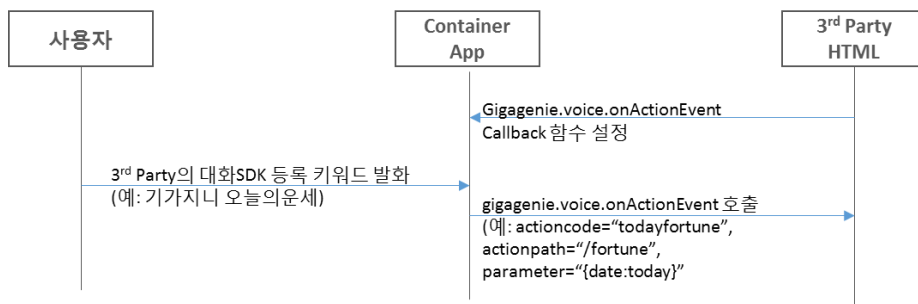 사용자
Container
App
3rd Party
HTML
Gigagenie.voice.onActionEvent
Callback 함수 설정
3rd Party의 대화SDK 등록 키워드 발화
(예: 기가지니 오늘의운세)
gigagenie.voice.onActionEvent 호출
(예: actioncode=“todayfortune”,
actionpath=“/fortune”,
parameter=“{date:today}”